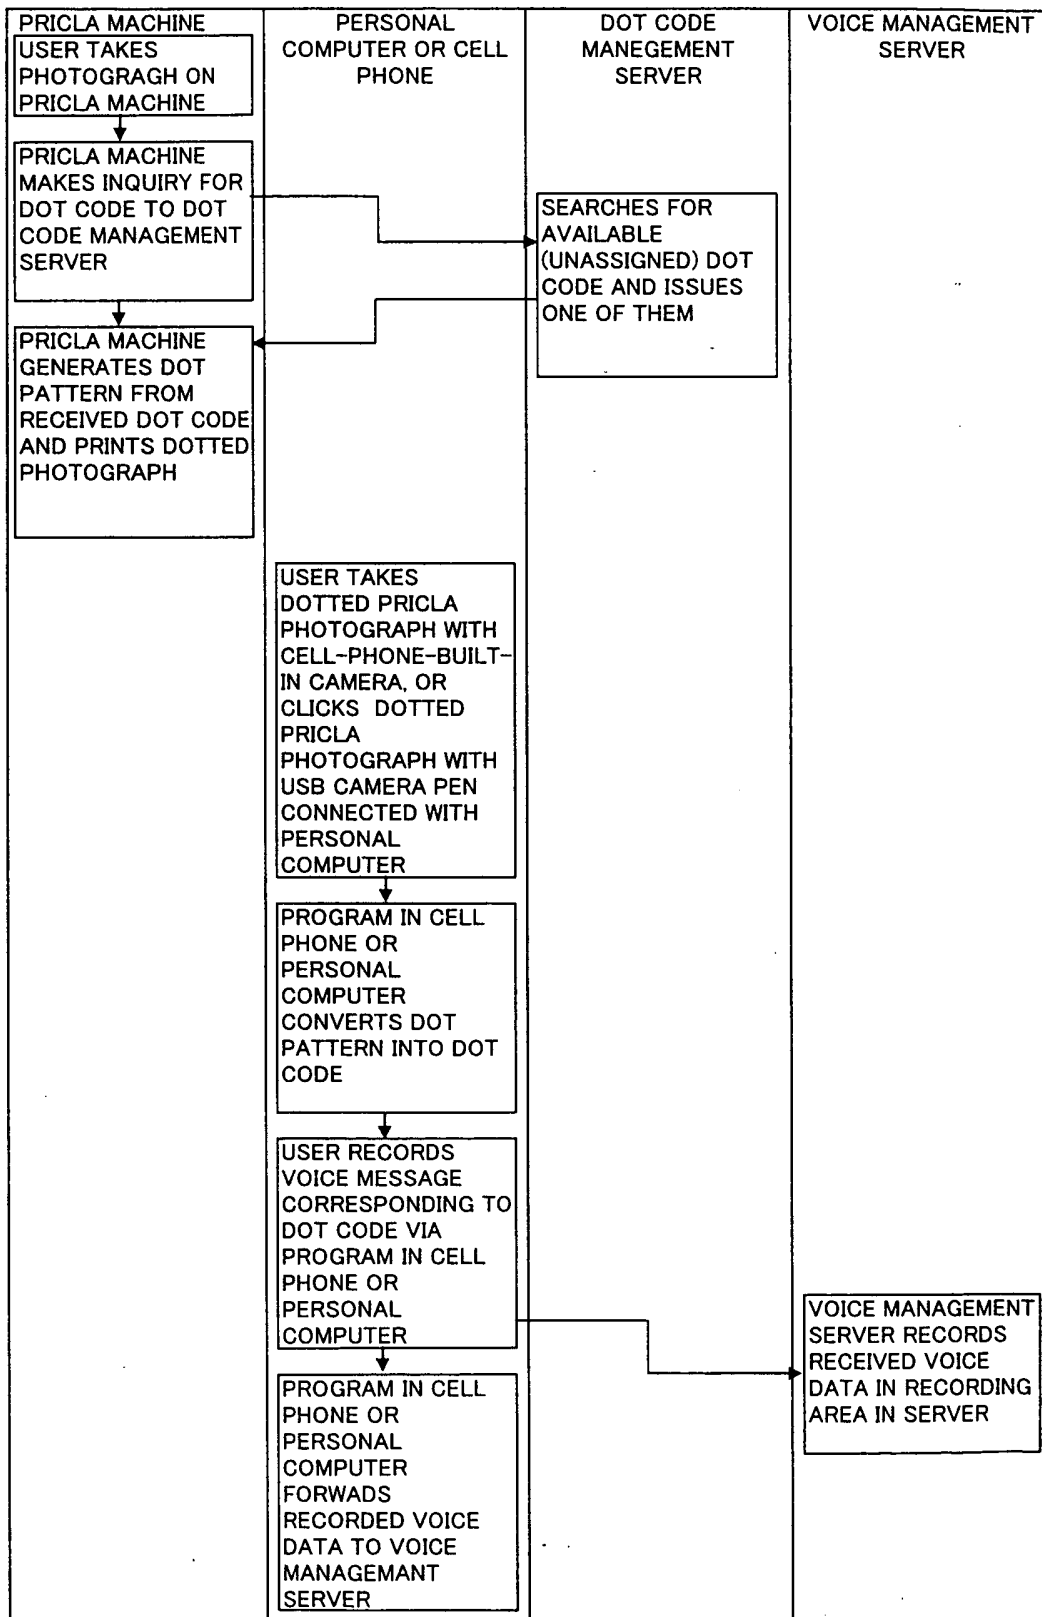 PRICLA MACHINE
USER TAKES
PHOTOGRAGH ON
PRICLA MACHINE
PRICLA MACHINE
MAKES INQUIRY FOR
DOT CODE TO DOT
CODE MANAGEMENT
SERVER
PRICLA MACHINE
GENERATES DOT
PATTERN FROM
RECEIVED DOT CODE
AND PRINTS DOTTED
PHOTOGRAPH
PERSONAL
COMPUTER OR CELL
PHONE
USER TAKES
DOTTED PRICLA
PHOTOGRAPH WITH
CELL-PHONE-BUILT-
IN CAMERA, OR
CLICKS DOTTED
PRICLA
PHOTOGRAPH WITH
USB CAMERA PEN
CONNECTED WITH
PERSONAL
COMPUTER
PROGRAM IN CELL
PHONE OR
PERSONAL
COMPUTER
CONVERTS DOT
PATTERN INTO DOT
CODE
USER RECORDS
VOICE MESSAGE
CORRESPONDING TO
DOT CODE VIA
PROGRAM IN CELL
PHONE OR
PERSONAL
COMPUTER
PROGRAM IN CELL
PHONE OR
PERSONAL
COMPUTER
FORWADS
RECORDED VOICE
DATA TO VOICE
MANAGEMANT
SERVER
DOT CODE
MANEGEMENT
SERVER
SEARCHES FOR
AVAILABLE
(UNASSIGNED) DOT
CODE AND ISSUES
ONE OF THEM
VOICE MANAGEMENT
SERVER
VOICE MANAGEMENT
SERVER RECORDS
RECEIVED VOICE
DATA IN RECORDING
AREA IN SERVER